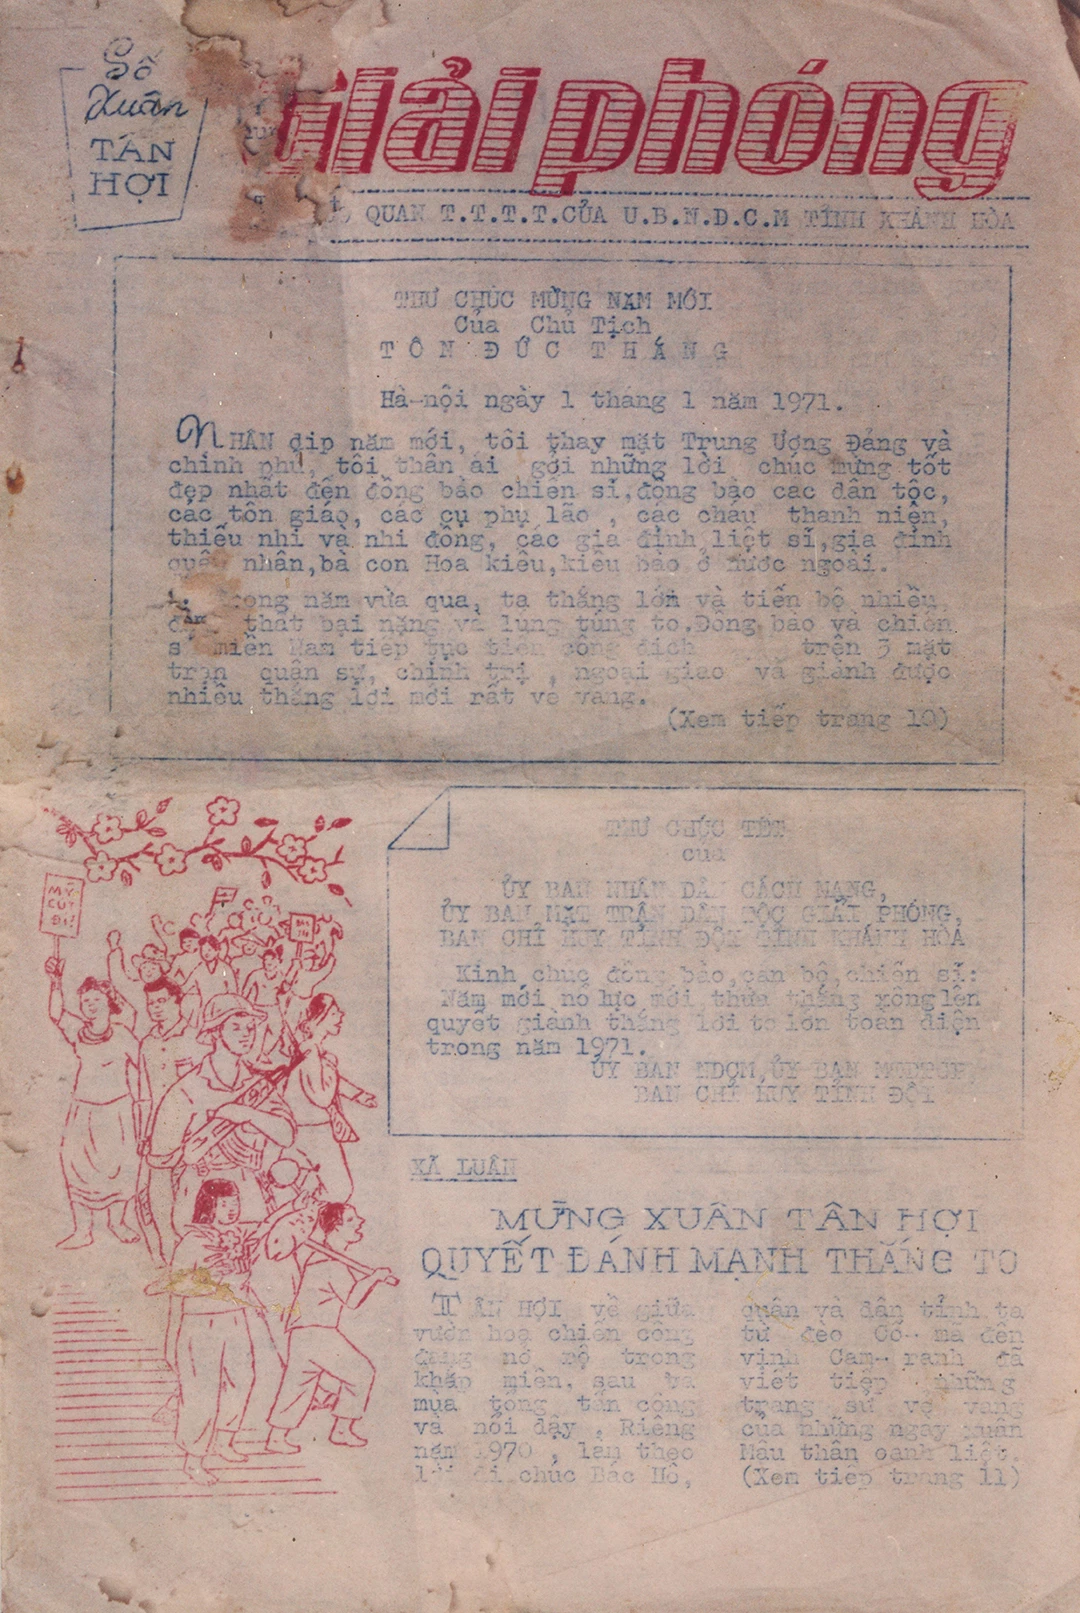 Số
Xuân
TÂN
HỢI
Giải phóng
QUAN T.T.T.T.CỦA U.B.N.D.C.M TỈNH KHÁNH HÒA
THƯ CHÚC MỪNG NĂM MỚI
Của Chủ Tịch
TÔN ĐỨC THẮNG
Hà-nội ngày 1 tháng 1 năm 1971.
NHÂN dịp năm mới, tôi thay mặt Trung Ương Đảng và
chính phủ, tôi thân ái gởi những lời chúc mừng tốt
đẹp nhất đến đồng bào chiến sĩ, đồng bào các dân tộc,
các tôn giáo, các cụ phụ lão, các cháu thanh niên,
thiếu nhi và nhi đồng, các gia đình liệt sĩ, gia đình
quân nhân, bà con Hoa kiều, kiều bào ở nước ngoài.
Trong năm vừa qua, ta thắng lớn và tiến bộ nhiều,
thất bại nặng và lúng túng to. Đồng bào và chiến
sĩ miền Nam tiếp tục tiến công địch trên 3 mặt
trận quân sự, chính trị, ngoại giao và giành được
nhiều thắng lợi mới rất vẻ vang.
(Xem tiếp trang 10)
MỸ
CÚT
ĐI!
THƯ CHÚC TẾT
của
ỦY BAN NHÂN DÂN CÁCH MẠNG,
ỦY BAN MẶT TRẬN DÂN TỘC GIẢI PHÓNG,
BAN CHỈ HUY TỈNH ĐỘI TỈNH KHÁNH HÒA
Kính chúc đồng bào, cán bộ, chiến sĩ:
Năm mới nỗ lực mới thừa thắng xông lên
quyết giành thắng lợi to lớn toàn diện
trong năm 1971.
ỦY BAN NDCM, ỦY BAN MTDTGP
BAN CHỈ HUY TỈNH ĐỘI
XÃ LUẬN
MỪNG XUÂN TÂN HỢI
QUYẾT ĐÁNH MẠNH THẮNG TO
TÂN HỢI về giữa
vườn hoa chiến công
đang nở rộ trong
khắp miền, sau ba
mùa tổng tấn công
và nổi dậy, Riêng
năm 1970, làm theo
lời di chúc Bác Hồ,
quân và dân tỉnh ta
từ đèo Cổ-mã đến
vịnh Cam-ranh đã
viết tiếp những
trang sử vẻ vang
của những ngày xuân
Mậu thân oanh liệt.
(Xem tiếp trang 11)